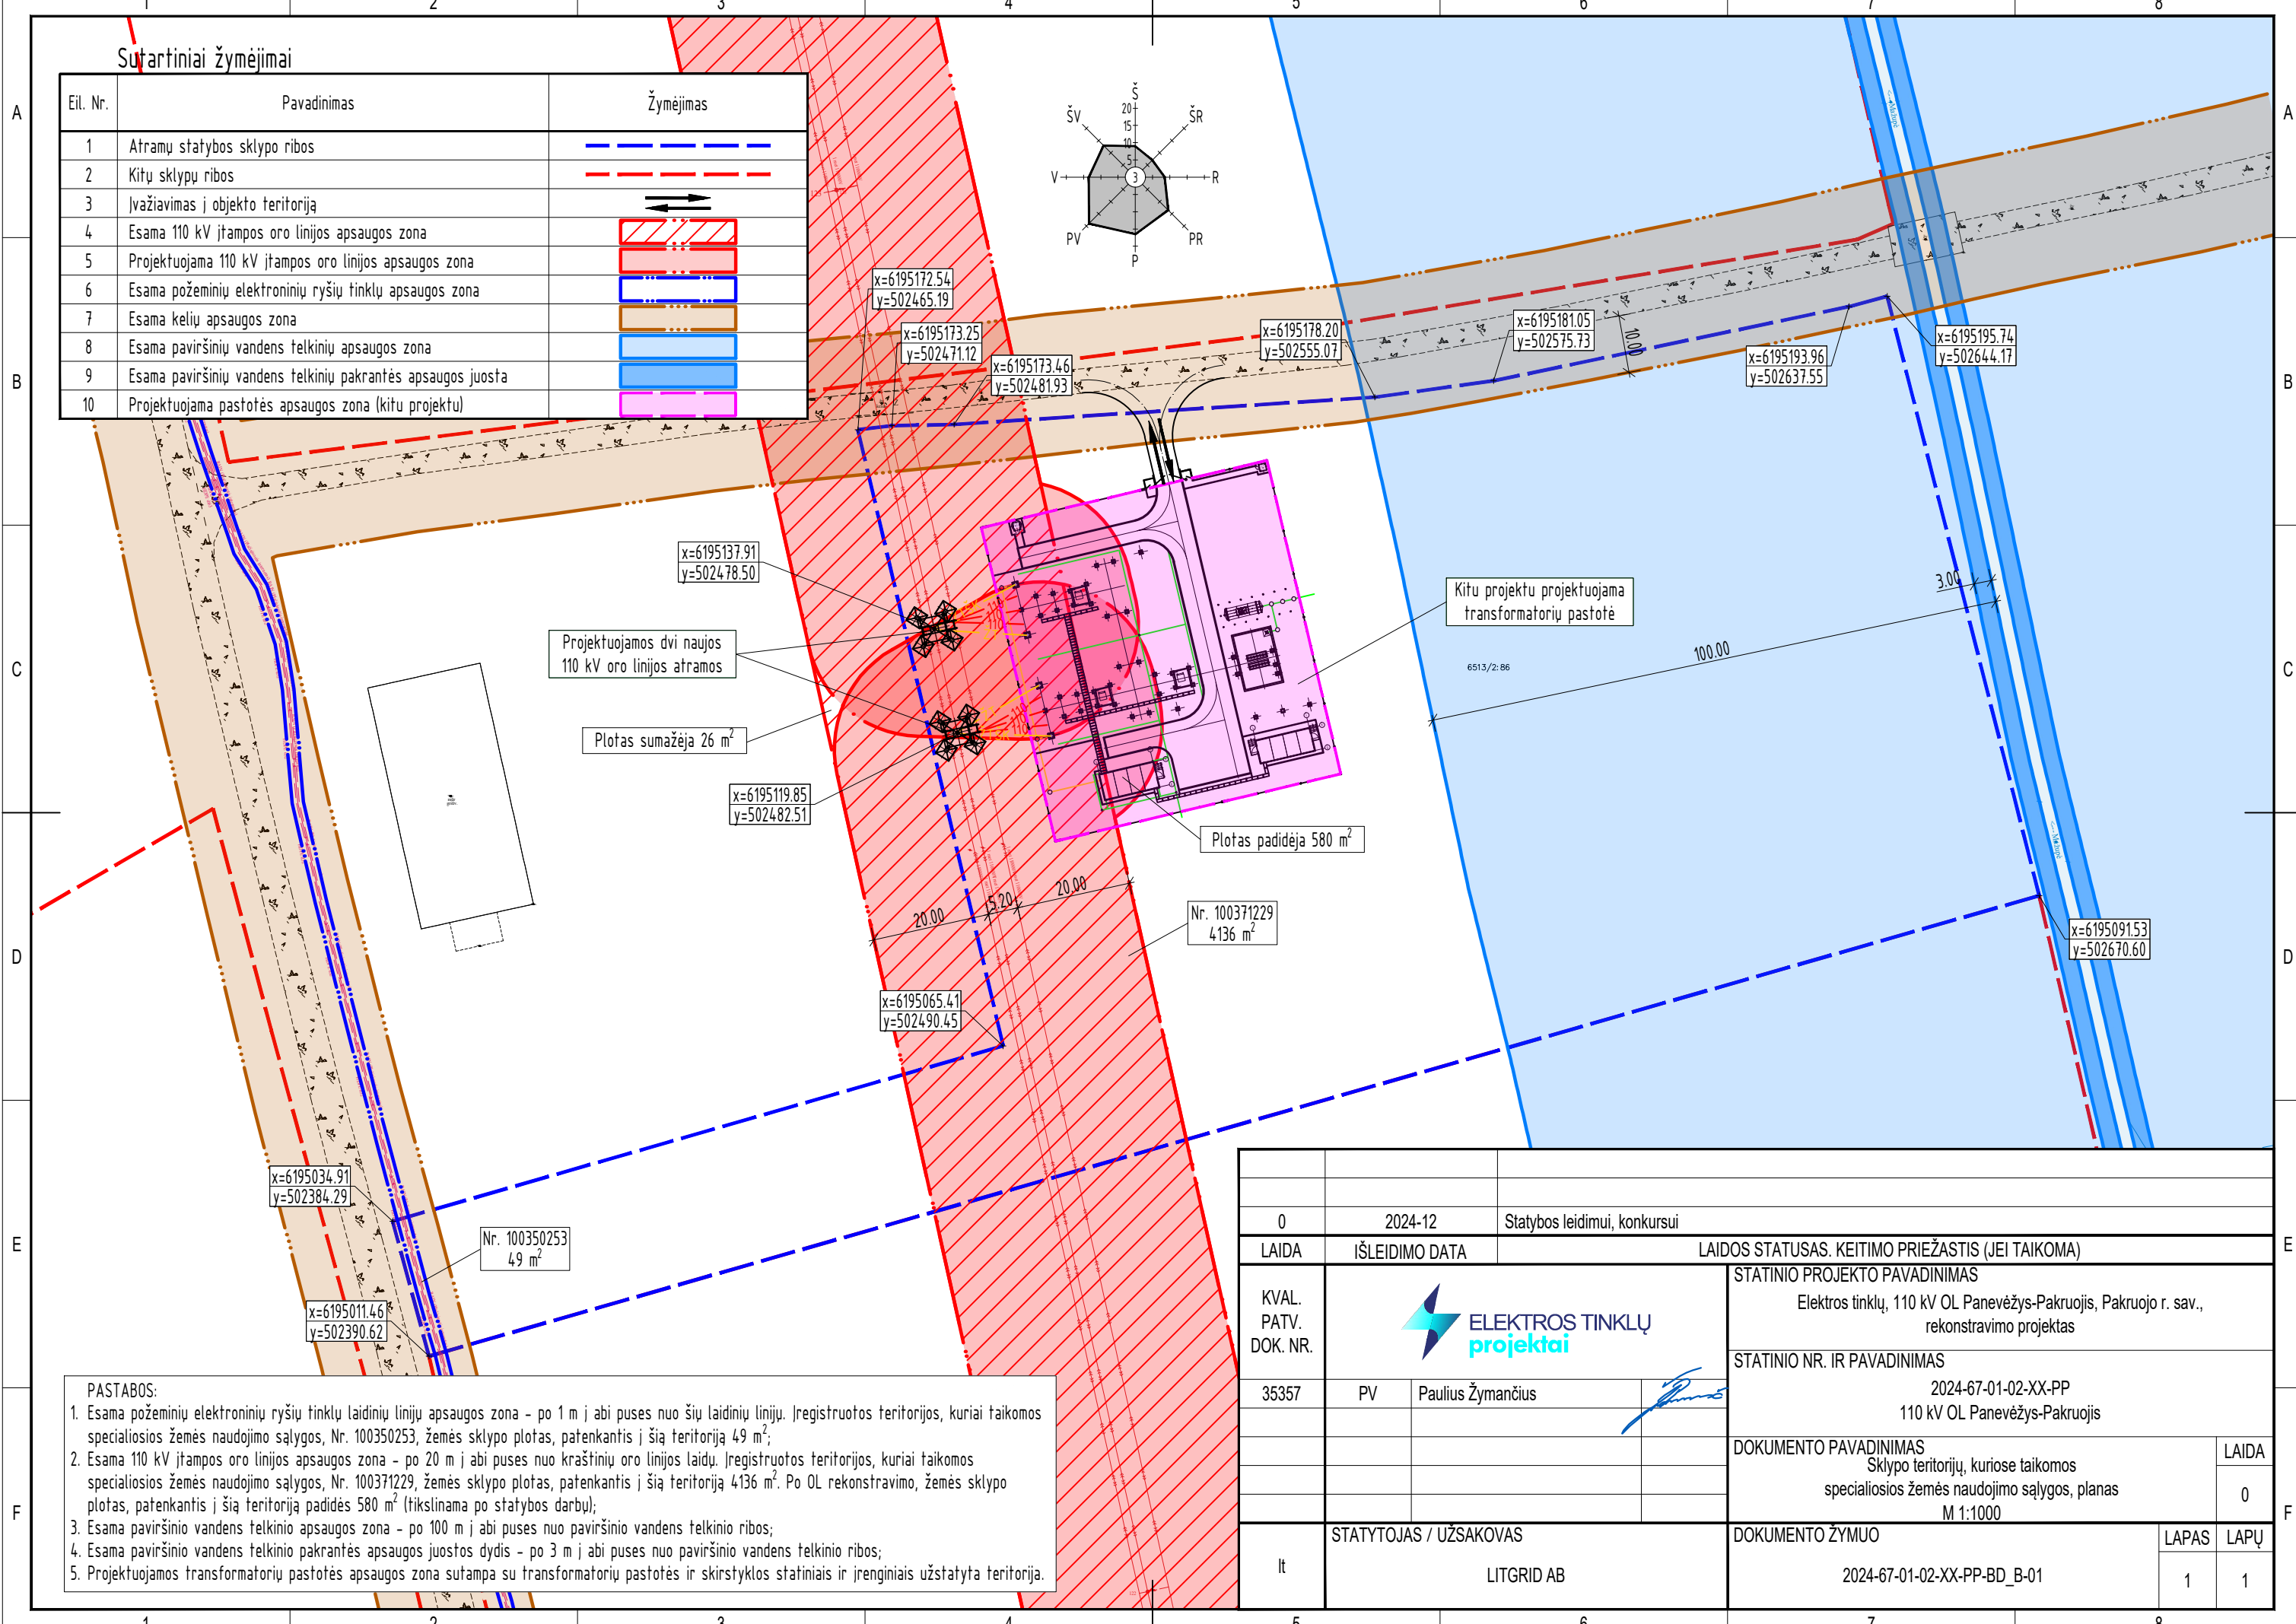 1 2 3 4 5 6 7 8
A B C D E F
Sutartiniai žymėjimai
Eil. Nr. Pavadinimas Žymėjimas
1 Atramų statybos sklypo ribos
2 Kitų sklypų ribos
3 Įvažiavimas į objekto teritoriją
4 Esama 110 kV įtampos oro linijos apsaugos zona
5 Projektuojama 110 kV įtampos oro linijos apsaugos zona
6 Esama požeminių elektroninių ryšių tinklų apsaugos zona
7 Esama kelių apsaugos zona
8 Esama paviršinių vandens telkinių apsaugos zona
9 Esama paviršinių vandens telkinių pakrantės apsaugos juosta
10 Projektuojama pastotės apsaugos zona (kitu projektu)
Š
20
15
10
5
3
ŠV ŠR
V R
PV PR
P
x=6195172.54
y=502465.19
x=6195173.25
y=502471.12
x=6195173.46
y=502481.93
x=6195178.20
y=502555.07
x=6195181.05
y=502575.73
10.00
x=6195193.96
y=502637.55
x=6195195.74
y=502644.17
x=6195137.91
y=502478.50
Projektuojamos dvi naujos
110 kV oro linijos atramos
Plotas sumažėja 26 m²
x=6195119.85
y=502482.51
Kitu projektu projektuojama
transformatorių pastotė
6513/2:86
3.00
100.00
Plotas padidėja 580 m²
20.00 5.20 20.00
Nr. 100371229
4136 m²
x=6195065.41
y=502490.45
x=6195091.53
y=502670.60
x=6195034.91
y=502384.29
Nr. 100350253
49 m²
x=6195011.46
y=502390.62
PASTABOS:
1. Esama požeminių elektroninių ryšių tinklų laidinių linijų apsaugos zona - po 1 m į abi puses nuo šių laidinių linijų. Įregistruotos teritorijos, kuriai taikomos
specialiosios žemės naudojimo sąlygos, Nr. 100350253, žemės sklypo plotas, patenkantis į šią teritoriją 49 m²;
2. Esama 110 kV įtampos oro linijos apsaugos zona - po 20 m į abi puses nuo kraštinių oro linijos laidų. Įregistruotos teritorijos, kuriai taikomos
specialiosios žemės naudojimo sąlygos, Nr. 100371229, žemės sklypo plotas, patenkantis į šią teritoriją 4136 m². Po OL rekonstravimo, žemės sklypo
plotas, patenkantis į šią teritoriją padidės 580 m² (tikslinama po statybos darbų);
3. Esama paviršinio vandens telkinio apsaugos zona - po 100 m į abi puses nuo paviršinio vandens telkinio ribos;
4. Esama paviršinio vandens telkinio pakrantės apsaugos juostos dydis - po 3 m į abi puses nuo paviršinio vandens telkinio ribos;
5. Projektuojamos transformatorių pastotės apsaugos zona sutampa su transformatorių pastotės ir skirstyklos statiniais ir įrenginiais užstatyta teritorija.
0 2024-12 Statybos leidimui, konkursui
LAIDA IŠLEIDIMO DATA LAIDOS STATUSAS. KEITIMO PRIEŽASTIS (JEI TAIKOMA)
KVAL.
PATV.
DOK. NR.
ELEKTROS TINKLŲ
projektai
STATINIO PROJEKTO PAVADINIMAS
Elektros tinklų, 110 kV OL Panevėžys-Pakruojis, Pakruojo r. sav.,
rekonstravimo projektas
STATINIO NR. IR PAVADINIMAS
2024-67-01-02-XX-PP
110 kV OL Panevėžys-Pakruojis
35357 PV Paulius Žymančius
DOKUMENTO PAVADINIMAS LAIDA
Sklypo teritorijų, kuriose taikomos
specialiosios žemės naudojimo sąlygos, planas
M 1:1000
0
lt
STATYTOJAS / UŽSAKOVAS
LITGRID AB
DOKUMENTO ŽYMUO LAPAS LAPŲ
2024-67-01-02-XX-PP-BD_B-01 1 1